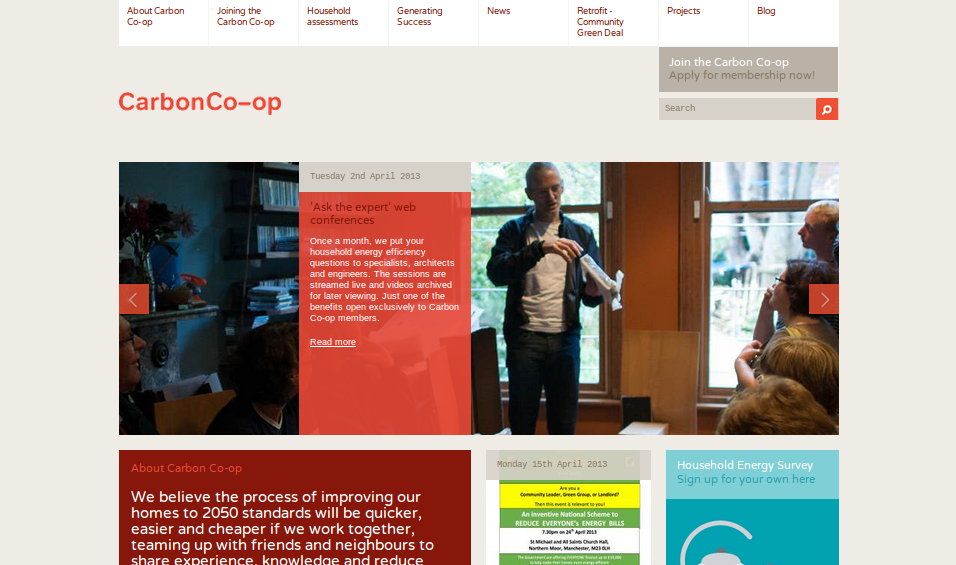 About Carbon
Co-op
Joining the
Carbon Co-op
Household
assessments
Generating
Success
News
Retrofit -
Community
Green Deal
Projects
Blog
Join the Carbon Co-op
Apply for membership now!
CarbonCo-op
Search
Tuesday 2nd April 2013
'Ask the expert' web
conferences
Once a month, we put your
household energy efficiency
questions to specialists, architects
and engineers. The sessions are
streamed live and videos archived
for later viewing. Just one of the
benefits open exclusively to Carbon
Co-op members.
Read more
About Carbon Co-op
We believe the process of improving our
homes to 2050 standards will be quicker,
easier and cheaper if we work together,
teaming up with friends and neighbours to
share experience, knowledge and reduce
Monday 15th April 2013
Are you a
Community Leader, Green Group, or Landlord?
Then this event is relevant to you!
An Inventive National Scheme to
REDUCE EVERYONE's ENERGY BILLS
7.30pm on 24th April 2013
St Michael and All Saints Church Hall,
Northern Moor, Manchester, M23 0LH
Household Energy Survey
Sign up for your own here